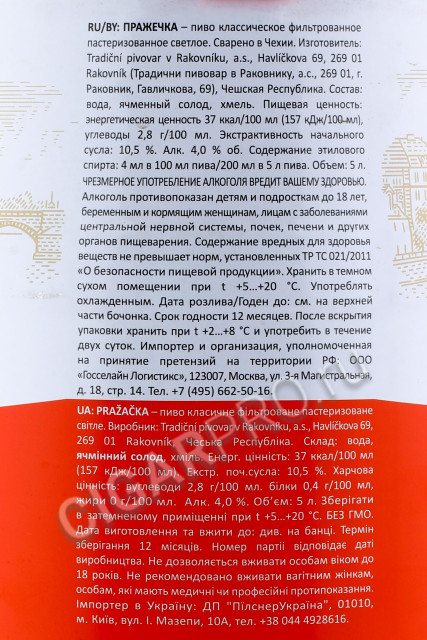 RU/BY: ПРАЖЕЧКА – пиво классическое фильтрованное
пастеризованное светлое. Сварено в Чехии. Изготовитель:
Tradiční pivovar v Rakovníku, a.s., Havlíčkova 69, 269 01
Rakovník (Традични пивовар в Раковнику, а.с., 269 01, г.
Раковник, Гавличкова, 69), Чешская Республика. Состав:
вода, ячменный солод, хмель. Пищевая ценность:
энергетическая ценность 37 ккал/100 мл (157 кДж/100 мл),
углеводы 2,8 г/100 мл. Экстрактивность начального
сусла: 10,5 %. Алк. 4,0 % об. Содержание этилового
спирта: 4 мл в 100 мл пива/200 мл в 5 л пива. Объем: 5 л.
ЧРЕЗМЕРНОЕ УПОТРЕБЛЕНИЕ АЛКОГОЛЯ ВРЕДИТ ВАШЕМУ ЗДОРОВЬЮ.
Алкоголь противопоказан детям и подросткам до 18 лет,
беременным и кормящим женщинам, лицам с заболеваниями
центральной нервной системы, почек, печени и других
органов пищеварения. Содержание вредных для здоровья
веществ не превышает норм, установленных ТР ТС 021/2011
«О безопасности пищевой продукции». Хранить в темном
сухом помещении при t +5...+20 °C. Употреблять
охлажденным. Дата розлива/Годен до: см. на верхней
части бочонка. Срок годности 12 месяцев. После вскрытия
упаковки хранить при t +2...+8 °C и употребить в течение
двух суток. Импортер и организация, уполномоченная
на принятие претензий на территории РФ: ООО
«Госселайн Логистикс», 123007, Москва, ул. 3-я Магистральная,
д. 18, стр. 14. Тел. +7 (495) 662-50-16.
UA: PRAŽAČKA – пиво класичне фільтроване пастеризоване
світле. Виробник: Tradiční pivovar v Rakovníku, a.s., Havlíčkova 69,
269 01 Rakovník, Чеська Республіка. Склад: вода,
ячмінний солод, хміль. Енерг. цінність: 37 ккал/100 мл
(157 кДж/100 мл). Екстр. поч.сусла: 10,5 %. Харчова
цінність: вуглеводи 2,8 г/100 мл, білки 0,4 г/100 мл,
жири 0 г/100 мл. Алк. 4,0 %. Об'єм: 5 л. Зберігати
в затемненому приміщенні при t +5...+20 °C. БЕЗ ГМО.
Дата виготовлення та вжити до: див. на банці. Термін
зберігання 12 місяців. Номер партії відповідає даті
виробництва. Не дозволяється вживати особам віком до
18 років. Не рекомендовано вживати вагітним жінкам,
особам, які мають медичні чи професійні протипоказання.
Імпортер в Україну: ДП "ПілснерУкраїна", 01010,
м. Київ, вул. І. Мазепи, 10А, тел. +38 044 4928616.